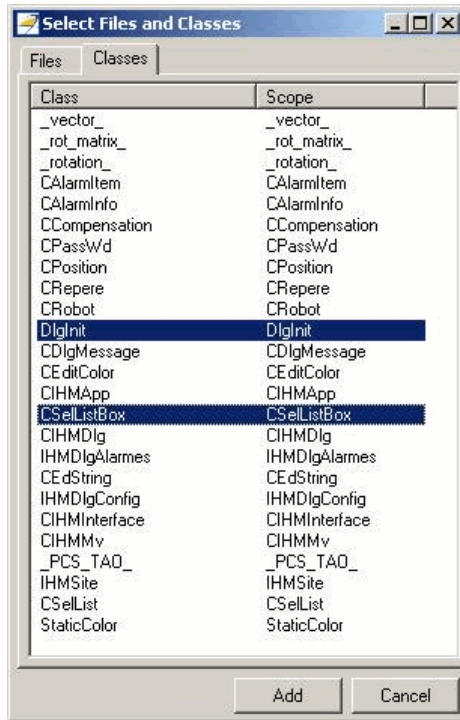 Select Files and Classes
Files Classes
Class Scope
_vector_ _vector_
_rot_matrix_ _rot_matrix_
_rotation_ _rotation_
CAlarmItem CAlarmItem
CAlarmInfo CAlarmInfo
CCompensation CCompensation
CPassWd CPassWd
CPosition CPosition
CRepere CRepere
CRobot CRobot
DlgInit DlgInit
CDlgMessage CDlgMessage
CEditColor CEditColor
CIHMApp CIHMApp
CSelListBox CSelListBox
CIHMDlg CIHMDlg
IHMDlgAlarmes IHMDlgAlarmes
CEdString CEdString
IHMDlgConfig IHMDlgConfig
CIHMInterface CIHMInterface
CIHMMv CIHMMv
_PCS_TAO_ _PCS_TAO_
IHMSite IHMSite
CSelList CSelList
StaticColor StaticColor
Add Cancel